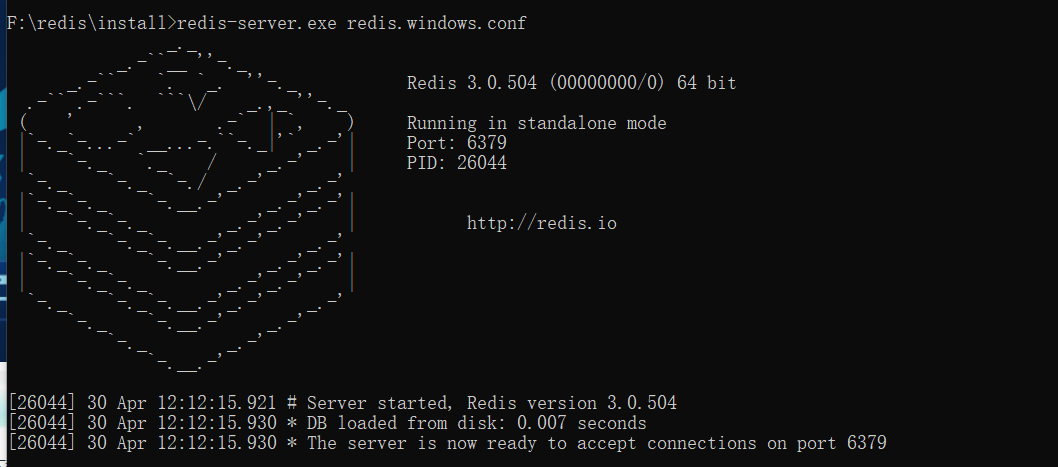 F:\redis\install>redis-server.exe redis.windows.conf
Redis 3.0.504 (00000000/0) 64 bit
Running in standalone mode
Port: 6379
PID: 26044
http://redis.io
[26044] 30 Apr 12:12:15.921 # Server started, Redis version 3.0.504
[26044] 30 Apr 12:12:15.930 * DB loaded from disk: 0.007 seconds
[26044] 30 Apr 12:12:15.930 * The server is now ready to accept connections on port 6379